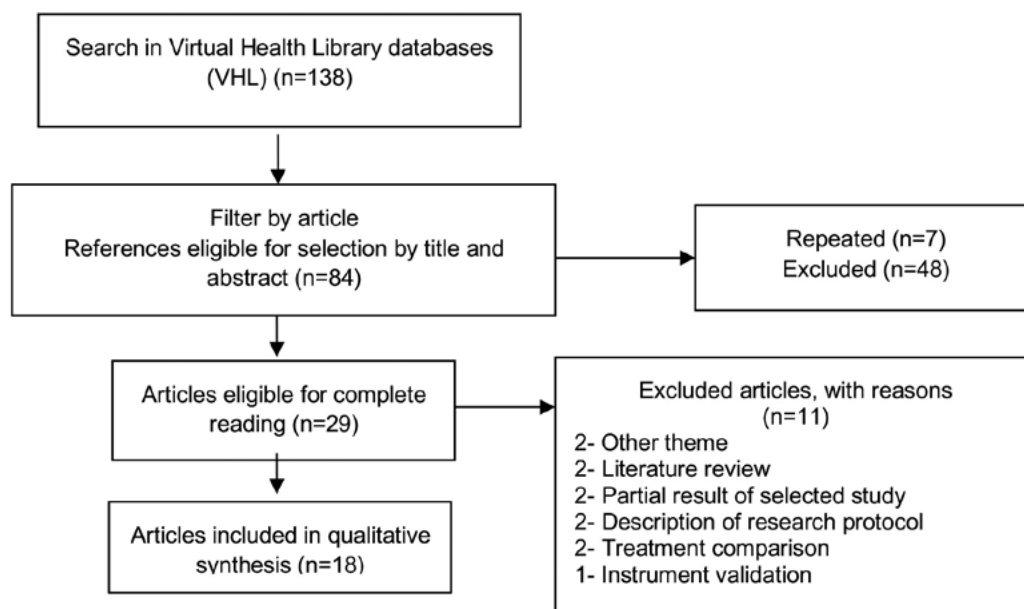 Search in Virtual Health Library databases
(VHL) (n=138)
Filter by article
References eligible for selection by title and
abstract (n=84)
Repeated (n=7)
Excluded (n=48)
Articles eligible for complete
reading (n=29)
Excluded articles, with reasons
(n=11)
2- Other theme
2- Literature review
2- Partial result of selected study
2- Description of research protocol
2- Treatment comparison
1- Instrument validation
Articles included in qualitative
synthesis (n=18)